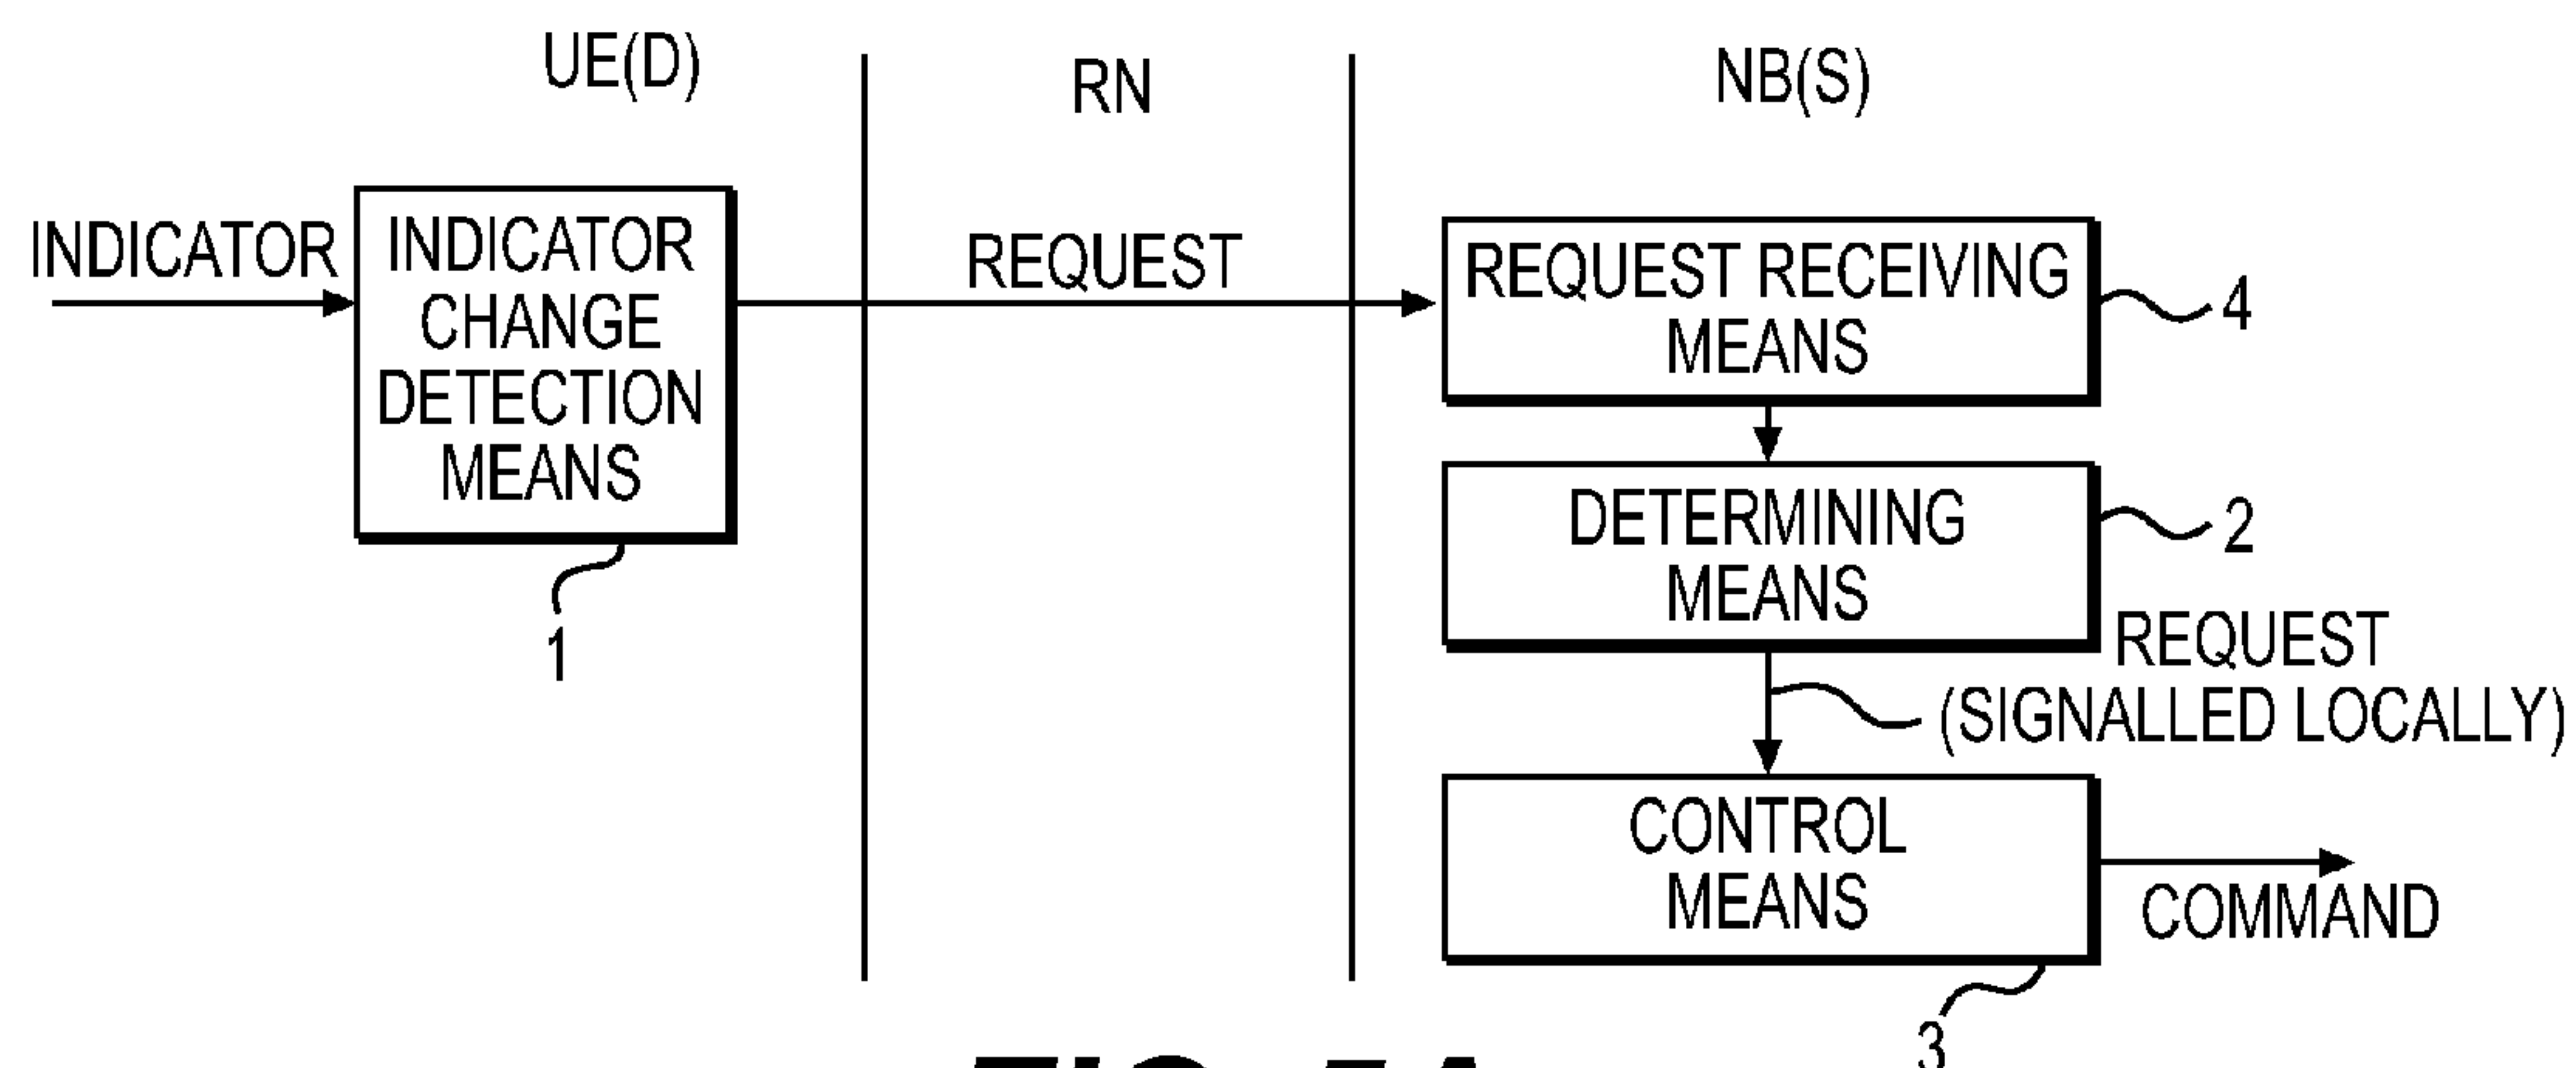 UE(D)
RN
NB(S)
INDICATOR
INDICATOR
CHANGE
DETECTION
MEANS
1
REQUEST
REQUEST RECEIVING
MEANS
4
DETERMINING
MEANS
2
REQUEST
(SIGNALLED LOCALLY)
CONTROL
MEANS
COMMAND
3